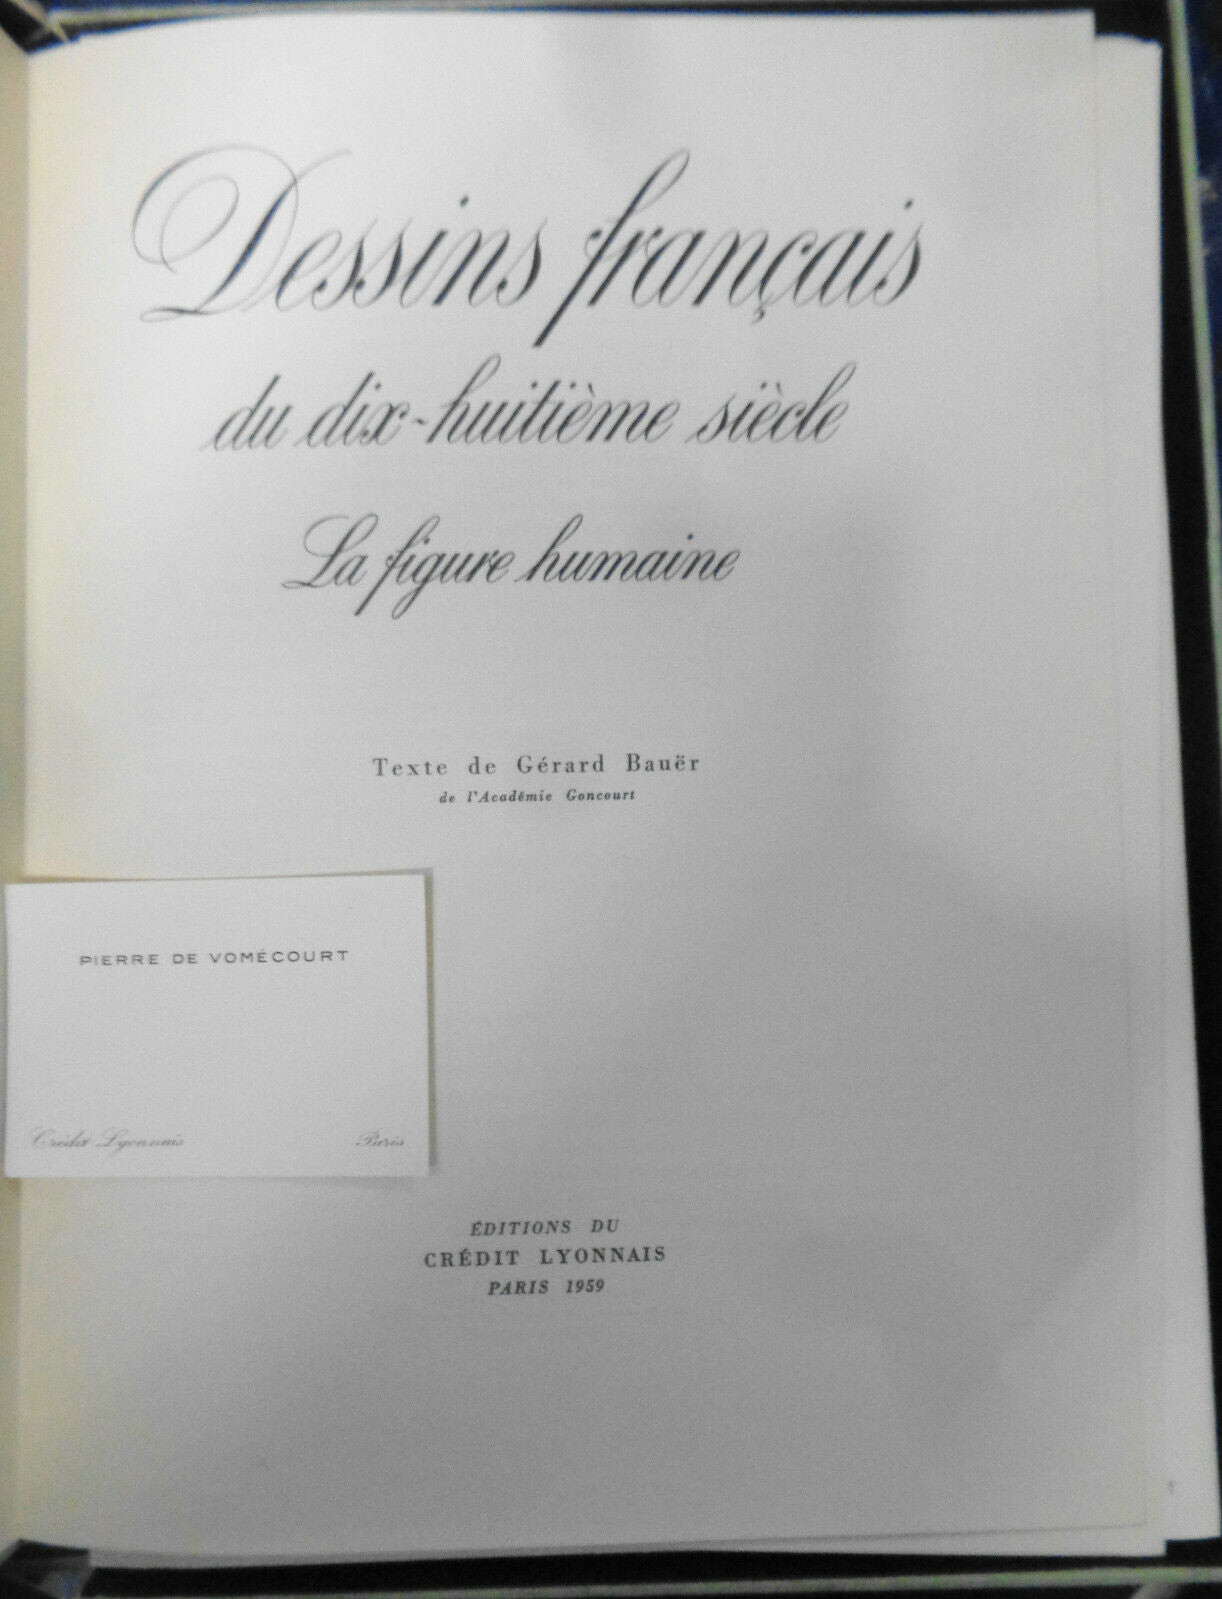 Dessins français
du dix-huitième siècle
La figure humaine
Texte de Gérard Bauër
de l'Académie Goncourt
PIERRE DE VOMÉCOURT
Crédit Lyonnais Paris
ÉDITIONS DU
CRÉDIT LYONNAIS
PARIS 1959